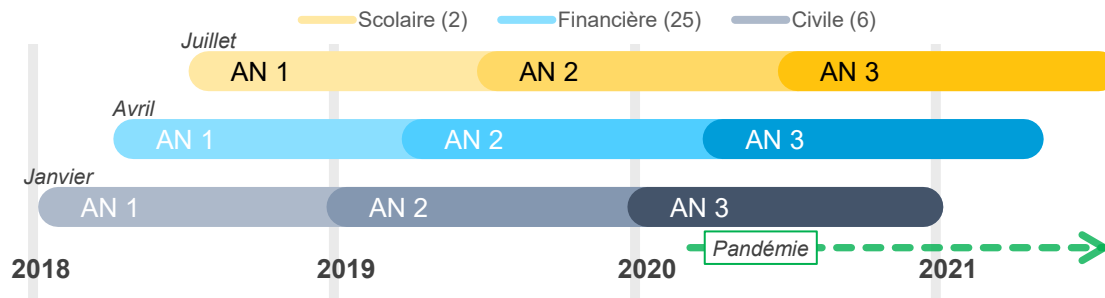 Scolaire (2) Financière (25) Civile (6)
Juillet
AN 1 AN 2 AN 3
Avril
AN 1 AN 2 AN 3
Janvier
AN 1 AN 2 AN 3
Pandémie
2018 2019 2020 2021